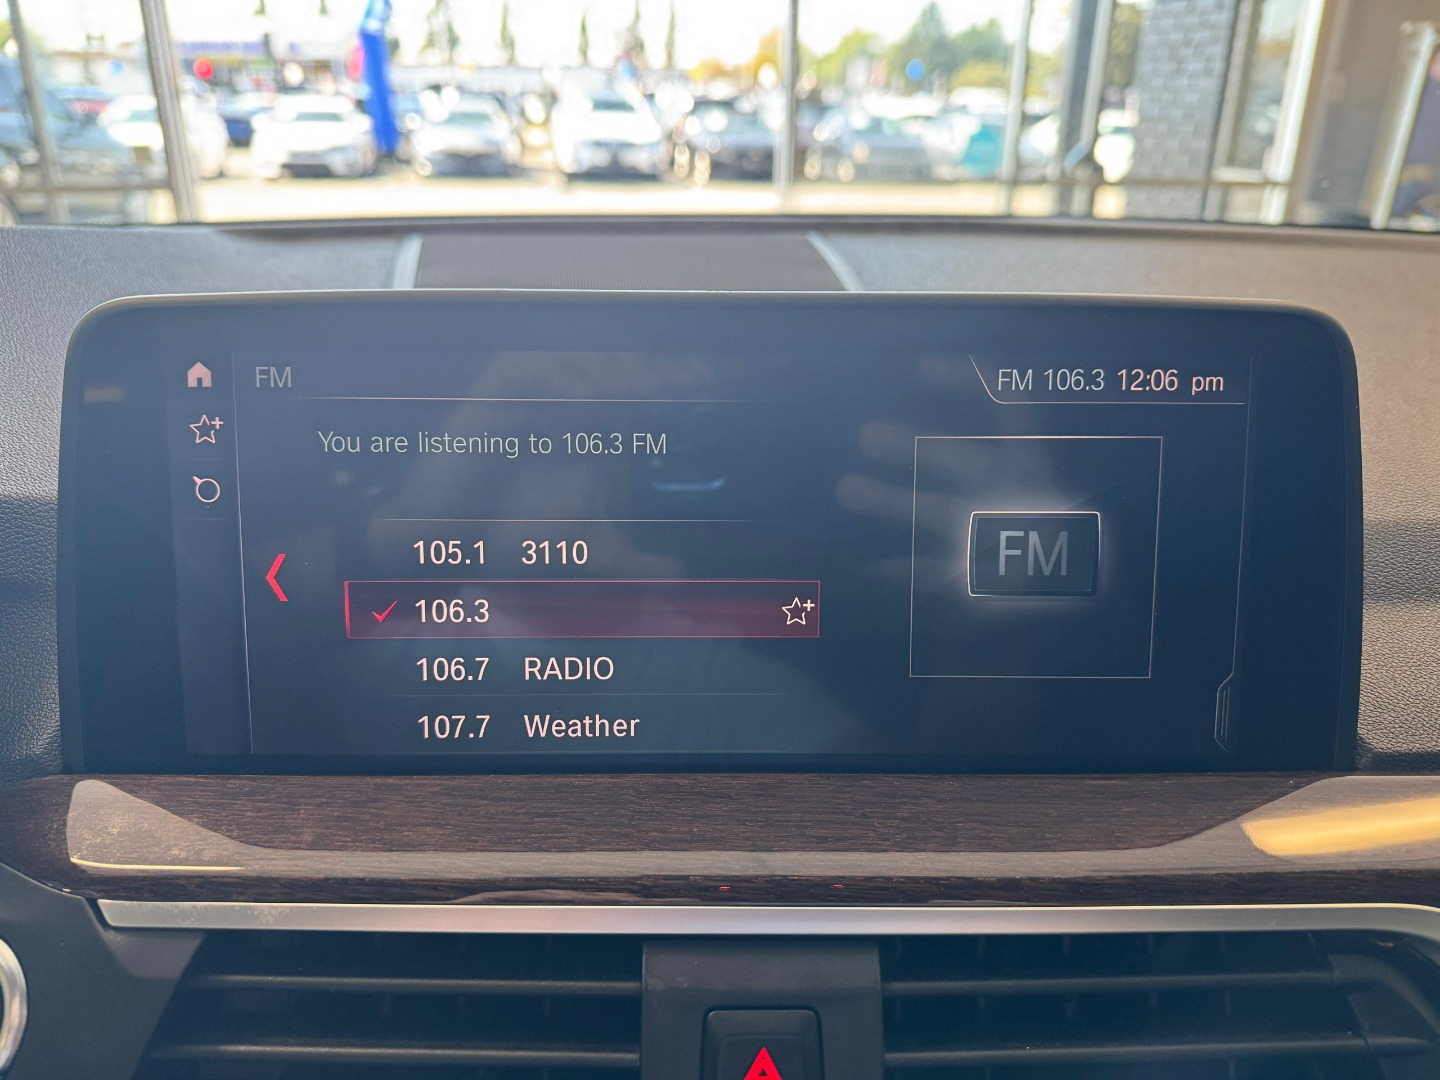 FM
FM 106.3 12:06 pm
You are listening to 106.3 FM
105.1 3110
106.3
106.7 RADIO
107.7 Weather
FM